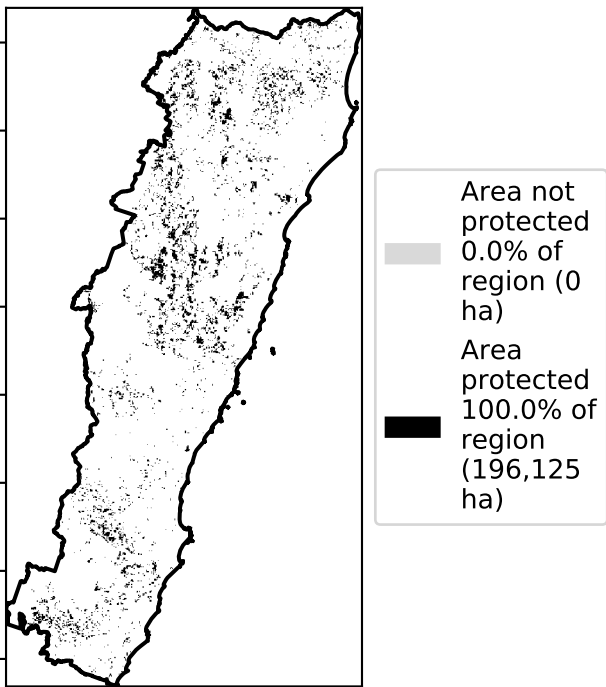 Area not
protected
0.0% of
region (0
ha)
Area
protected
100.0% of
region
(196,125
ha)